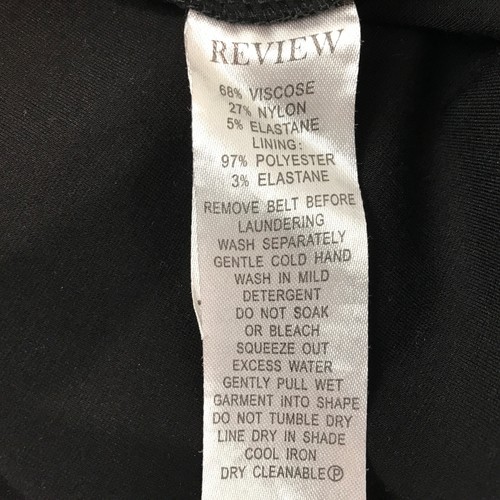 REVIEW
68% VISCOSE
27% NYLON
5% ELASTANE
LINING:
97% POLYESTER
3% ELASTANE
REMOVE BELT BEFORE
LAUNDERING
WASH SEPARATELY
GENTLE COLD HAND
WASH IN MILD
DETERGENT
DO NOT SOAK
OR BLEACH
SQUEEZE OUT
EXCESS WATER
GENTLY PULL WET
GARMENT INTO SHAPE
DO NOT TUMBLE DRY
LINE DRY IN SHADE
COOL IRON
DRY CLEANABLE Ⓟ